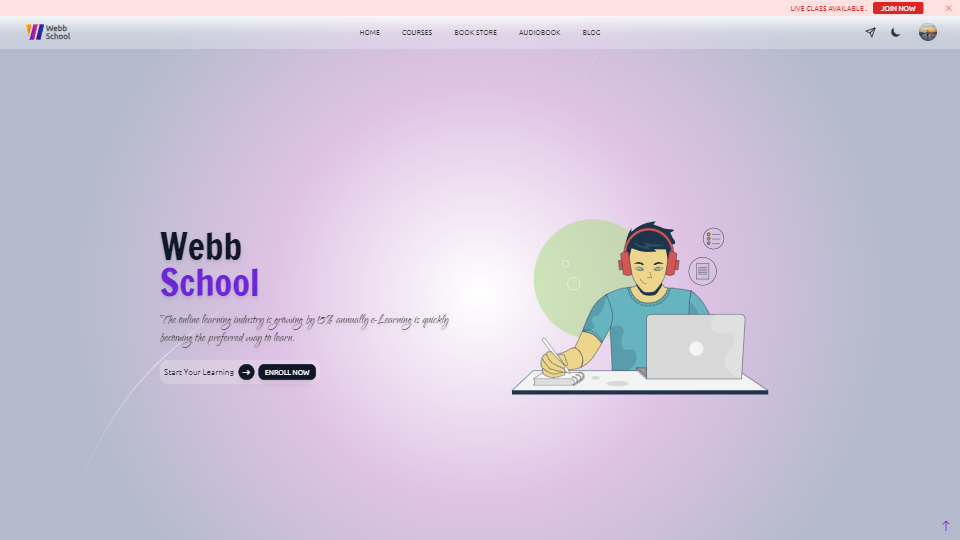 LIVE CLASS AVAILABLE . JOIN NOW
Webb
School
HOME COURSES BOOK STORE AUDIOBOOK BLOG
Webb
School
The online learning industry is growing by 15% annually e-Learning is quickly
becoming the preferred way to learn.
Start Your Learning ENROLL NOW